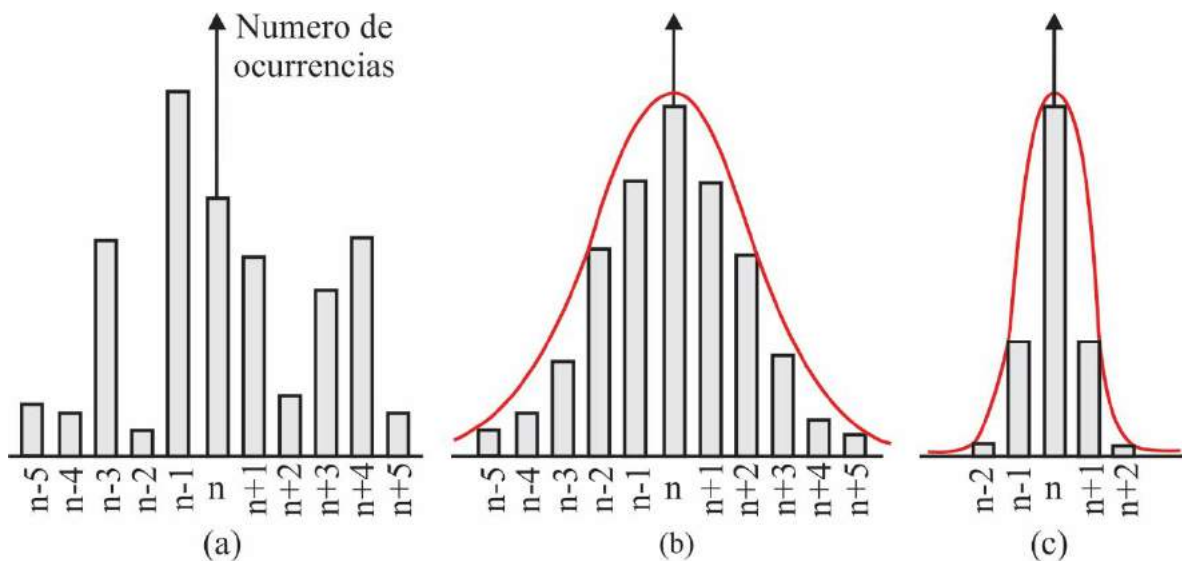 Numero de
ocurrencias
n-5 n-4 n-3 n-2 n-1 n n+1 n+2 n+3 n+4 n+5
(a)
n-5 n-4 n-3 n-2 n-1 n n+1 n+2 n+3 n+4 n+5
(b)
n-2 n-1 n n+1 n+2
(c)